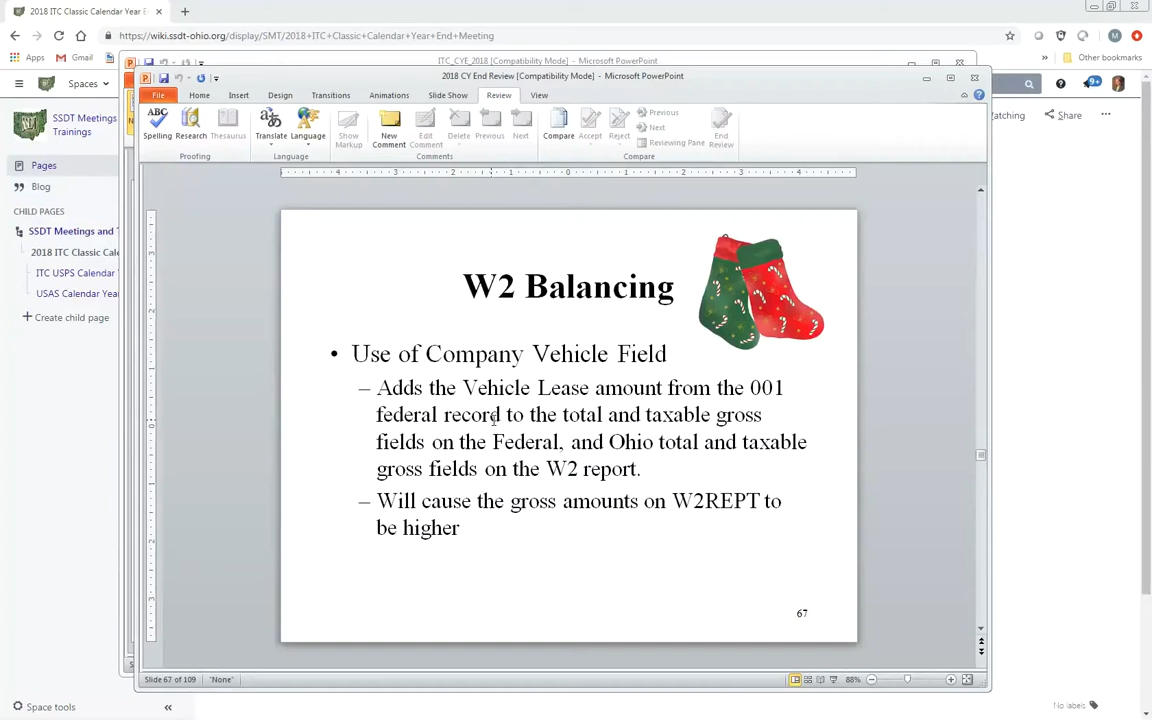 2018 ITC Classic Calendar Year E
https://wiki.ssdt-ohio.org/display/SMT/2018+ITC+Classic+Calendar+Year+End+Meeting
Apps
Gmail
Other bookmarks
ITC_CYE_2018 [Compatibility Mode] - Microsoft PowerPoint
2018 CY End Review [Compatibility Mode] - Microsoft PowerPoint
Spaces
9+
File
Home
Insert
Design
Transitions
Animations
Slide Show
Review
View
ABC
Spelling
Research
Thesaurus
Translate
Language
Show Markup
New Comment
Edit Comment
Delete
Previous
Next
Compare
Accept
Reject
Previous
Next
Reviewing Pane
End Review
Proofing
Language
Comments
Compare
SSDT Meetings
Trainings
atching
Share
Pages
Blog
CHILD PAGES
SSDT Meetings and T
2018 ITC Classic Cale
ITC USPS Calendar
USAS Calendar Year
Create child page
W2 Balancing
• Use of Company Vehicle Field
– Adds the Vehicle Lease amount from the 001
federal record to the total and taxable gross
fields on the Federal, and Ohio total and taxable
gross fields on the W2 report.
– Will cause the gross amounts on W2REPT to
be higher
67
Slide 67 of 109
"None"
88%
Space tools
No labels